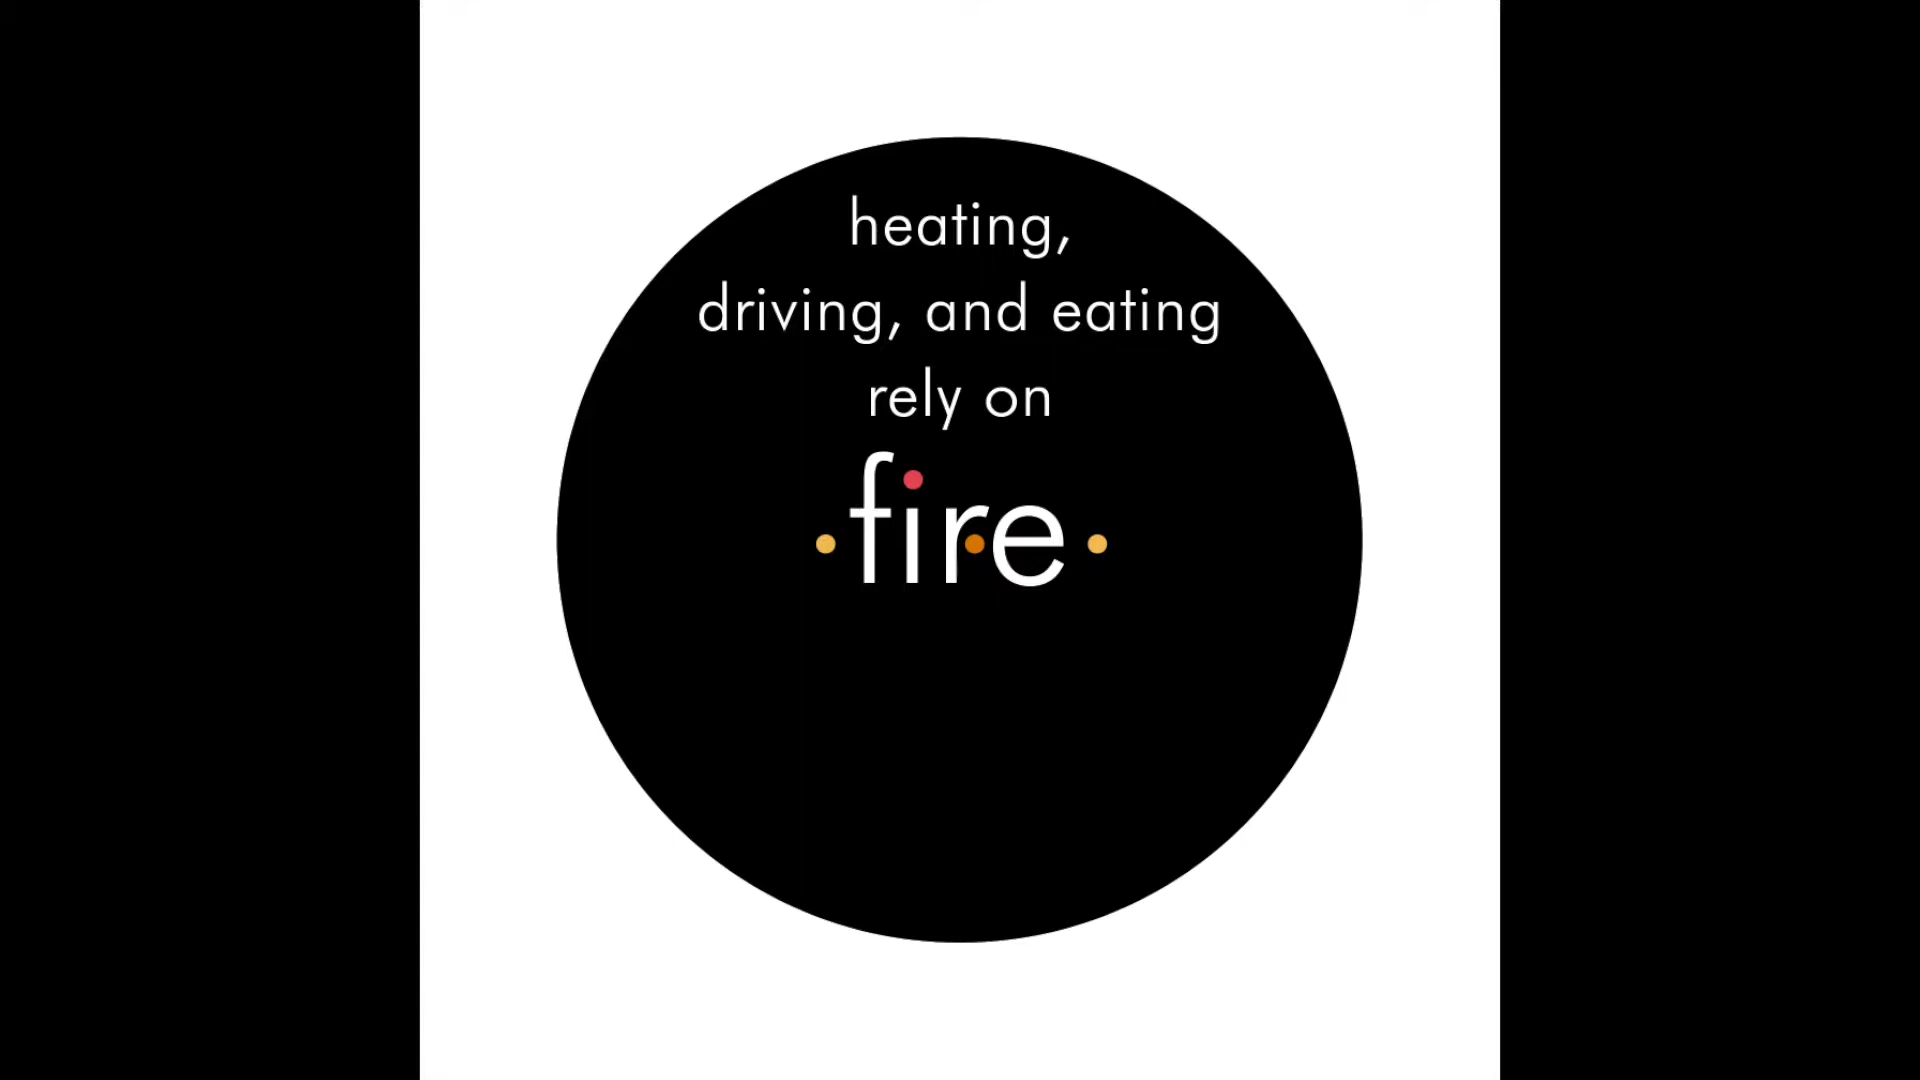 heating,
driving, and eating
rely on
fire